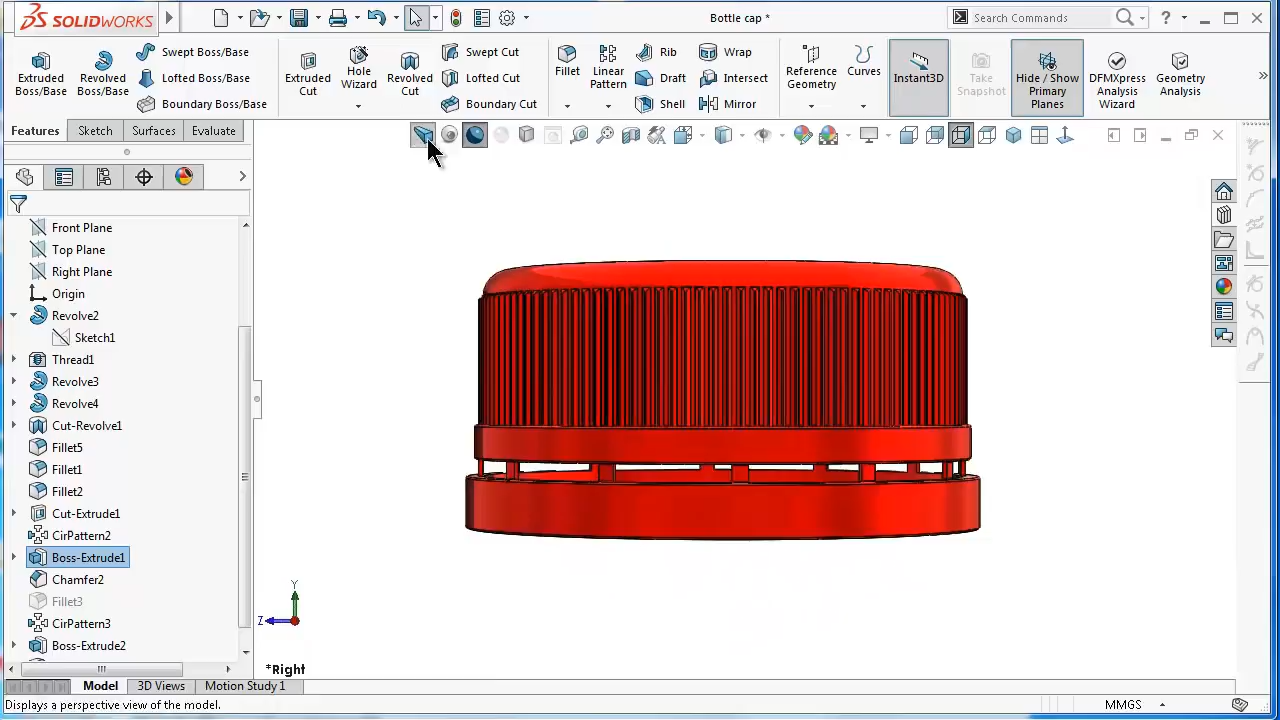 SOLIDWORKS
Bottle cap *
Search Commands
Extruded Boss/Base
Revolved Boss/Base
Swept Boss/Base
Lofted Boss/Base
Boundary Boss/Base
Extruded Cut
Hole Wizard
Revolved Cut
Swept Cut
Lofted Cut
Boundary Cut
Fillet
Linear Pattern
Rib
Draft
Shell
Wrap
Intersect
Mirror
Reference Geometry
Curves
Instant3D
Take Snapshot
Hide / Show Primary Planes
DFMXpress Analysis Wizard
Geometry Analysis
Features
Sketch
Surfaces
Evaluate
Front Plane
Top Plane
Right Plane
Origin
Revolve2
Sketch1
Thread1
Revolve3
Revolve4
Cut-Revolve1
Fillet5
Fillet1
Fillet2
Cut-Extrude1
CirPattern2
Boss-Extrude1
Chamfer2
Fillet3
CirPattern3
Boss-Extrude2
Y
Z
*Right
Model
3D Views
Motion Study 1
Displays a perspective view of the model.
MMGS